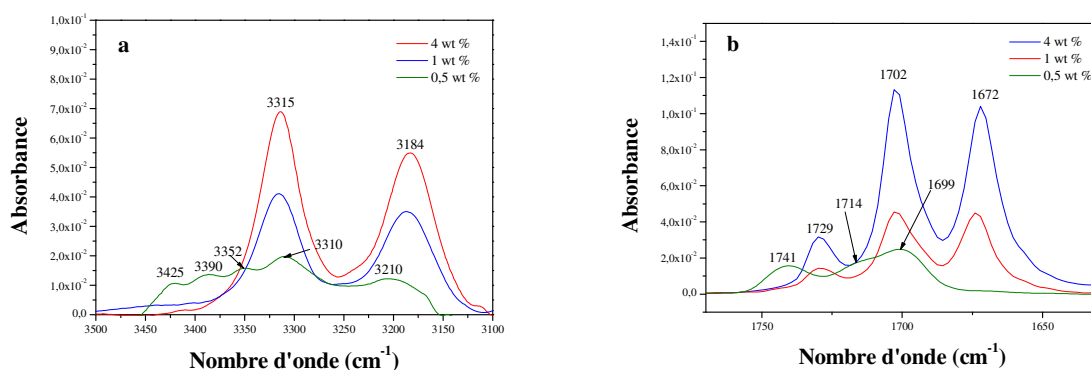 a
Absorbance
1,0x10⁻¹
9,0x10⁻²
8,0x10⁻²
7,0x10⁻²
6,0x10⁻²
5,0x10⁻²
4,0x10⁻²
3,0x10⁻²
2,0x10⁻²
1,0x10⁻²
0,0
4 wt %
1 wt %
0,5 wt %
3315
3184
3425
3390
3352
3310
3210
3500 3450 3400 3350 3300 3250 3200 3150 3100
Nombre d'onde (cm⁻¹)
b
Absorbance
1,4x10⁻¹
1,2x10⁻¹
1,0x10⁻¹
8,0x10⁻²
6,0x10⁻²
4,0x10⁻²
2,0x10⁻²
0,0
4 wt %
1 wt %
0,5 wt %
1702
1672
1699
1714
1729
1741
1750 1700 1650
Nombre d'onde (cm⁻¹)